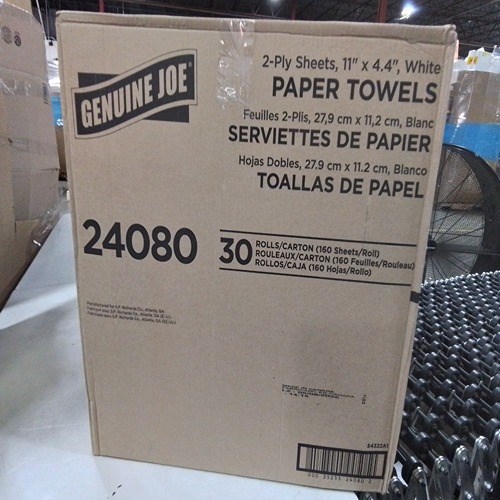 GENUINE JOE
2-Ply Sheets, 11" x 4.4", White
PAPER TOWELS
Feuilles 2-Plis, 27,9 cm x 11,2 cm, Blanc
SERVIETTES DE PAPIER
Hojas Dobles, 27.9 cm x 11.2 cm, Blanco
TOALLAS DE PAPEL
24080
30
ROLLS/CARTON (160 Sheets/Roll)
ROULEAUX/CARTON (160 Feuilles/Rouleau)
ROLLOS/CAJA (160 Hojas/Rollo)